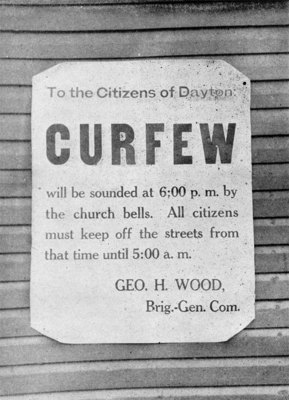 To the Citizens of Dayton:
CURFEW
will be sounded at 6:00 p. m. by
the church bells. All citizens
must keep off the streets from
that time until 5:00 a. m.
GEO. H. WOOD,
Brig.-Gen. Com.